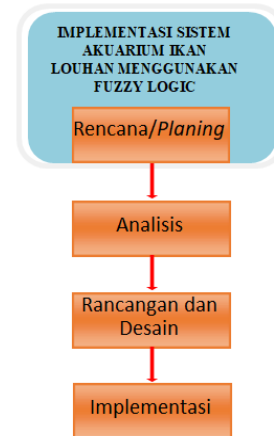 IMPLEMENTASI SISTEM
AKUARIUM IKAN
LOUHAN MENGGUNAKAN
FUZZY LOGIC
Rencana/Planing
Analisis
Rancangan dan
Desain
Implementasi